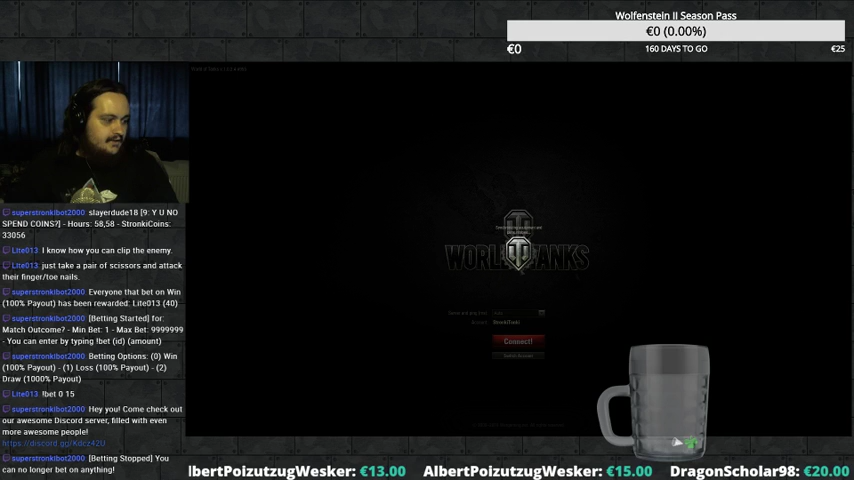 Wolfenstein II Season Pass
€0 (0.00%)
€0
160 DAYS TO GO
€25
superstronkibot2000 slayerdude18 [9: Y U NO
SPEND COINS?] - Hours: 58,58 - StronkiCoins:
33056
Lite013 I know how you can clip the enemy.
Lite013 just take a pair of scissors and attack
their finger/toe nails.
superstronkibot2000 Everyone that bet on Win
(100% Payout) has been rewarded: Lite013 (40)
superstronkibot2000 [Betting Started] for:
Match Outcome? - Min Bet: 1 - Max Bet: 9999999
- You can enter by typing !bet (id) (amount)
superstronkibot2000 Betting Options: (0) Win
(100% Payout) - (1) Loss (100% Payout) - (2)
Draw (1000% Payout)
Lite013 !bet 0 15
superstronkibot2000 Hey you! Come check out
our awesome Discord server, filled with even
more awesome people!
https://discord.gg/Kdcz42U
superstronkibot2000 [Betting Stopped] You
can no longer bet on anything!
WORLD TANKS
Connect!
lbertPoizutzugWesker: €13.00 AlbertPoizutzugWesker: €15.00 DragonScholar98: €20.00